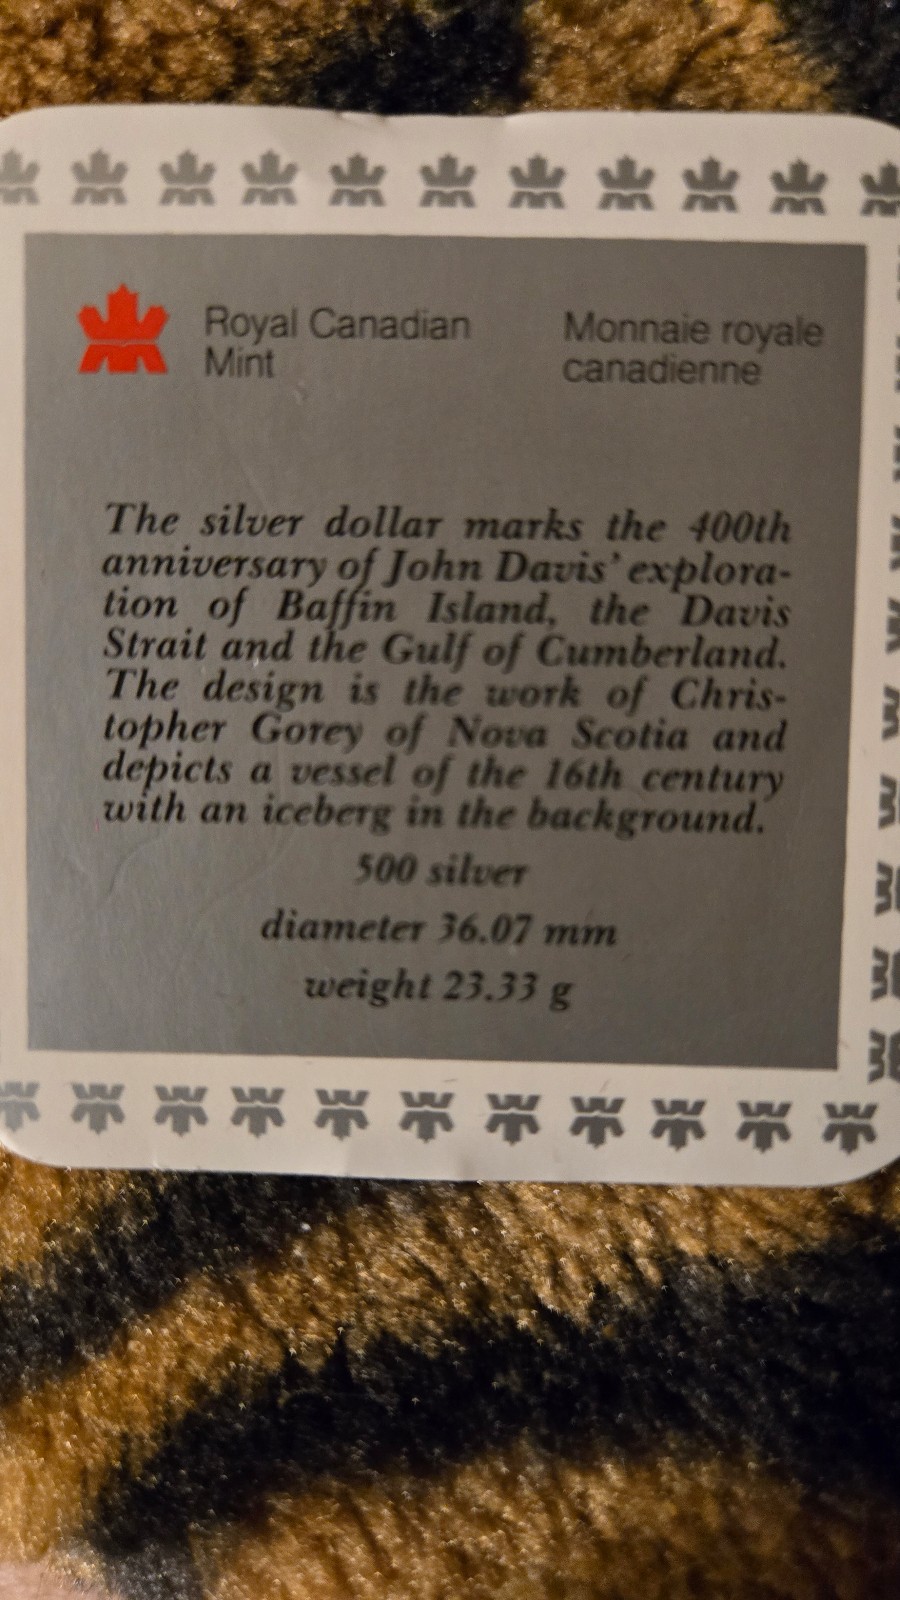 Royal Canadian
Mint
Monnaie royale
canadienne
The silver dollar marks the 400th
anniversary of John Davis' explora-
tion of Baffin Island, the Davis
Strait and the Gulf of Cumberland.
The design is the work of Chris-
topher Gorey of Nova Scotia and
depicts a vessel of the 16th century
with an iceberg in the background.
500 silver
diameter 36.07 mm
weight 23.33 g